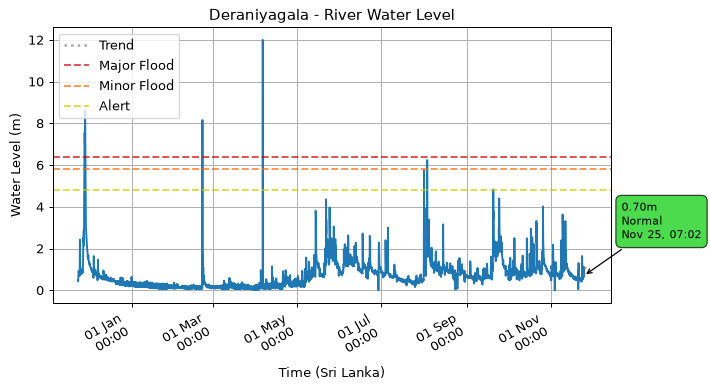 Deraniyagala - River Water Level
Trend
Major Flood
Minor Flood
Alert
Water Level (m)
12
10
8
6
4
2
0
0.70m
Normal
Nov 25, 07:02
01 Jan
00:00
01 Mar
00:00
01 May
00:00
01 Jul
00:00
01 Sep
00:00
01 Nov
00:00
Time (Sri Lanka)